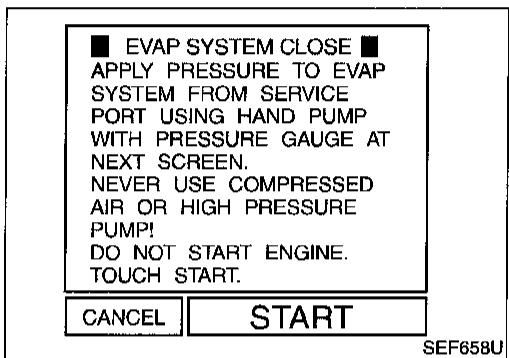 ■ EVAP SYSTEM CLOSE ■
APPLY PRESSURE TO EVAP
SYSTEM FROM SERVICE
PORT USING HAND PUMP
WITH PRESSURE GAUGE AT
NEXT SCREEN.
NEVER USE COMPRESSED
AIR OR HIGH PRESSURE
PUMP!
DO NOT START ENGINE.
TOUCH START.
CANCEL START
SEF658U